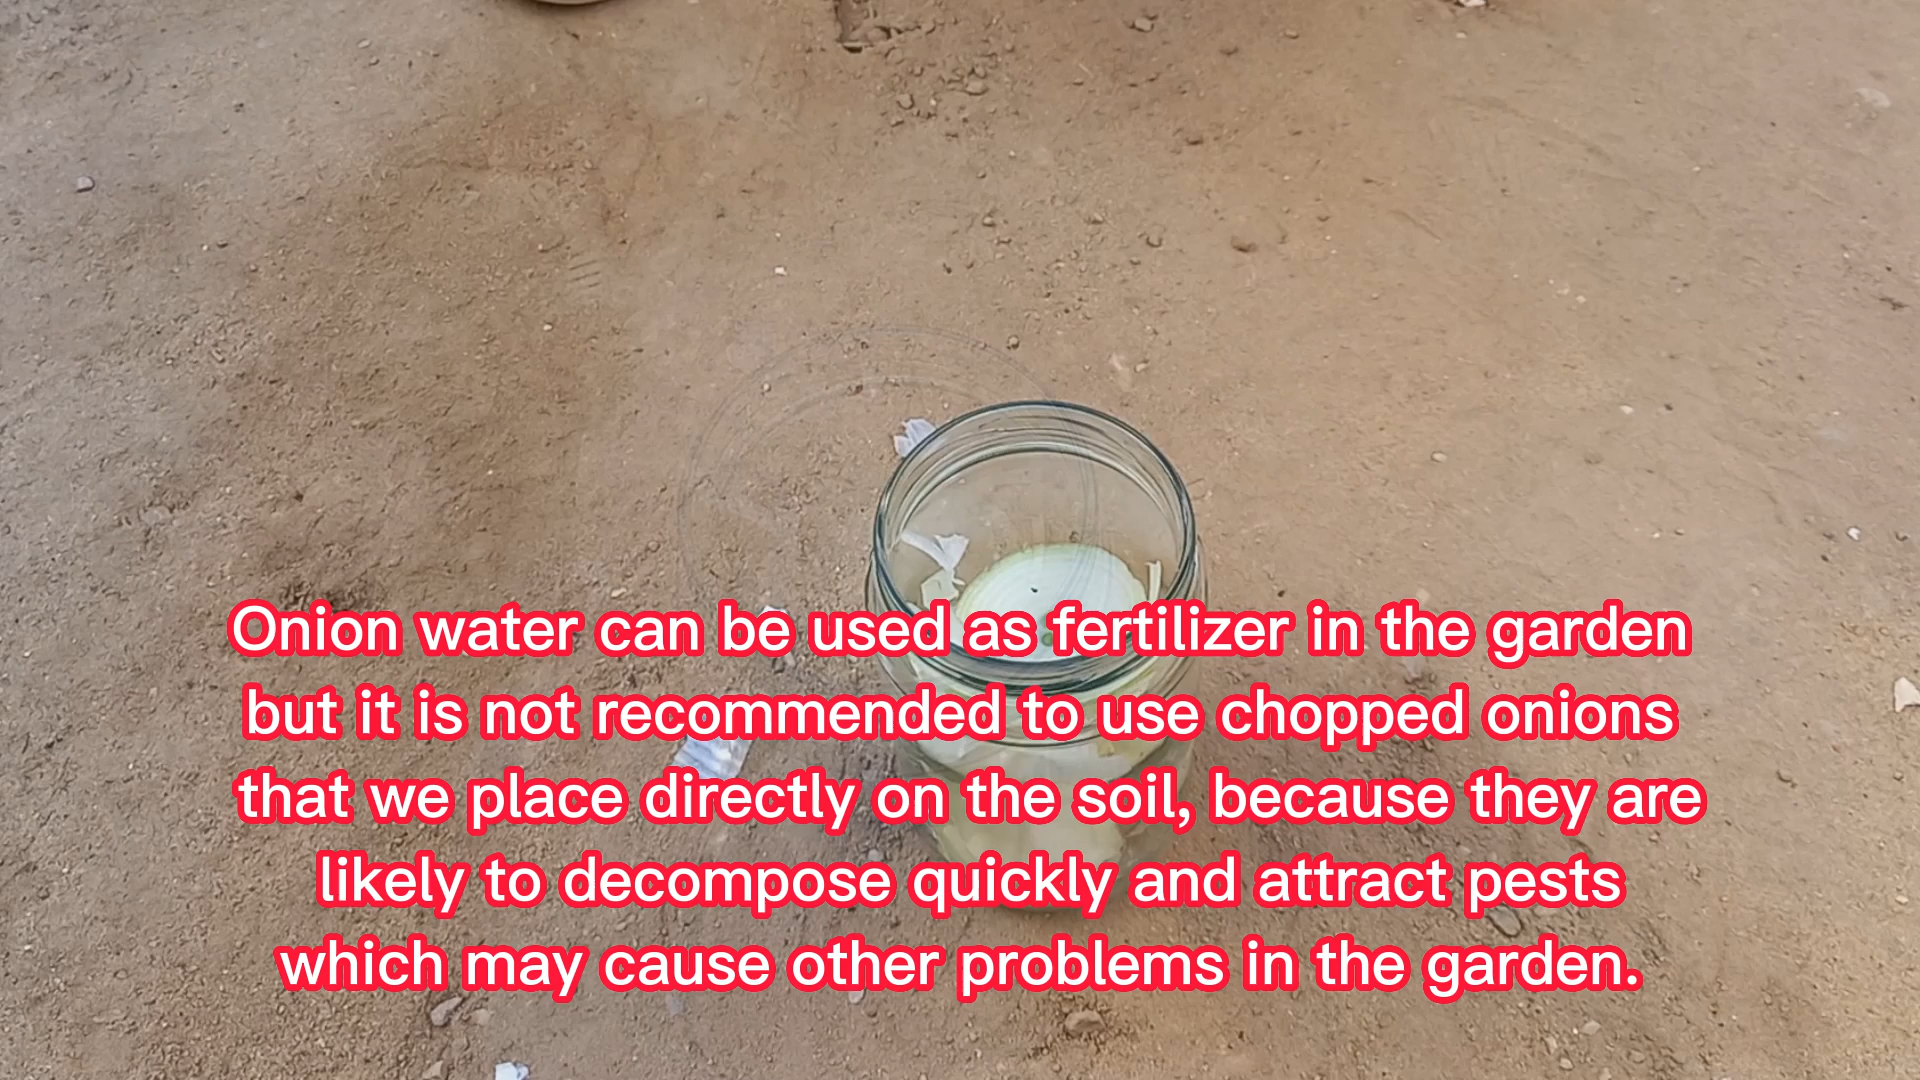 Onion water can be used as fertilizer in the garden
but it is not recommended to use chopped onions
that we place directly on the soil, because they are
likely to decompose quickly and attract pests
which may cause other problems in the garden.